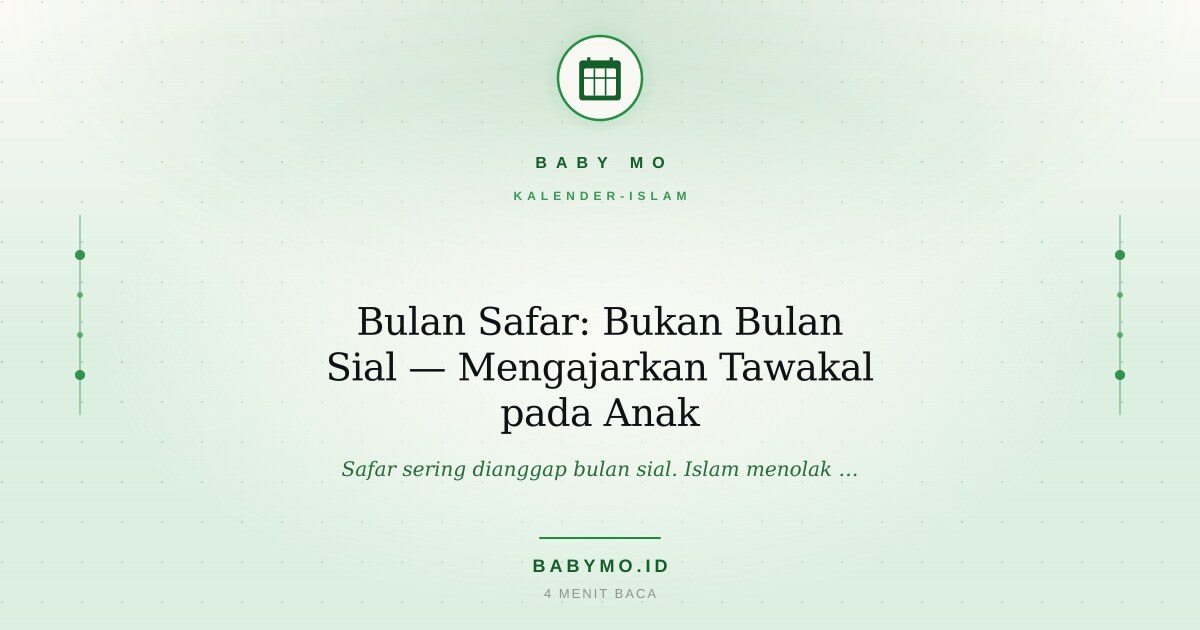 BABY MO
KALENDER-ISLAM
Bulan Safar: Bukan Bulan
Sial — Mengajarkan Tawakal
pada Anak
Safar sering dianggap bulan sial. Islam menolak ...
BABYMO.ID
4 MENIT BACA